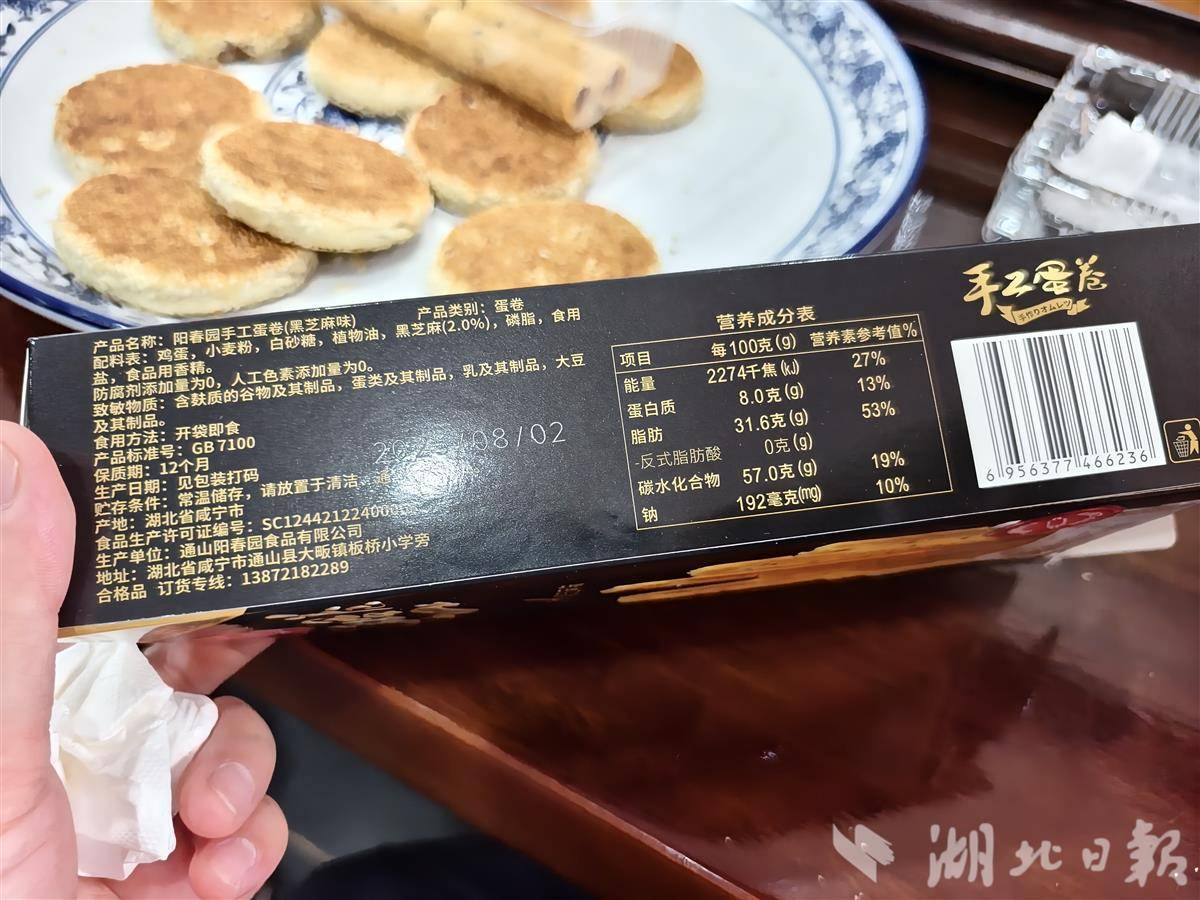 产品名称：阳春园手工蛋卷(黑芝麻味) 产品类别：蛋卷
配料表：鸡蛋，小麦粉，白砂糖，植物油，黑芝麻(2.0%)，磷脂，食用
盐，食品用香精。
防腐剂添加量为0，人工色素添加量为0。
致敏物质：含麸质的谷物及其制品，蛋类及其制品，乳及其制品，大豆
及其制品。
食用方法：开袋即食
产品标准号：GB 7100
保质期：12个月
生产日期：见包装打码
/08/02
贮存条件：常温储存，请放置于清洁、通
产地：湖北省咸宁市
食品生产许可证编号：
生产单位：通山阳春园食品有限公司
地址：湖北省咸宁市通山县大畈镇板桥小学旁
合格品 订货专线：13872182289
营养成分表
项目 每100克(g) 营养素参考值%
能量 2274千焦(kJ) 27%
蛋白质 8.0克(g) 13%
脂肪 31.6克(g) 53%
-反式脂肪酸 0克(g)
碳水化合物 57.0克(g) 19%
钠 192毫克(mg) 10%
手工蛋卷
手作りオムレツ
6 956377 466236
湖北日報